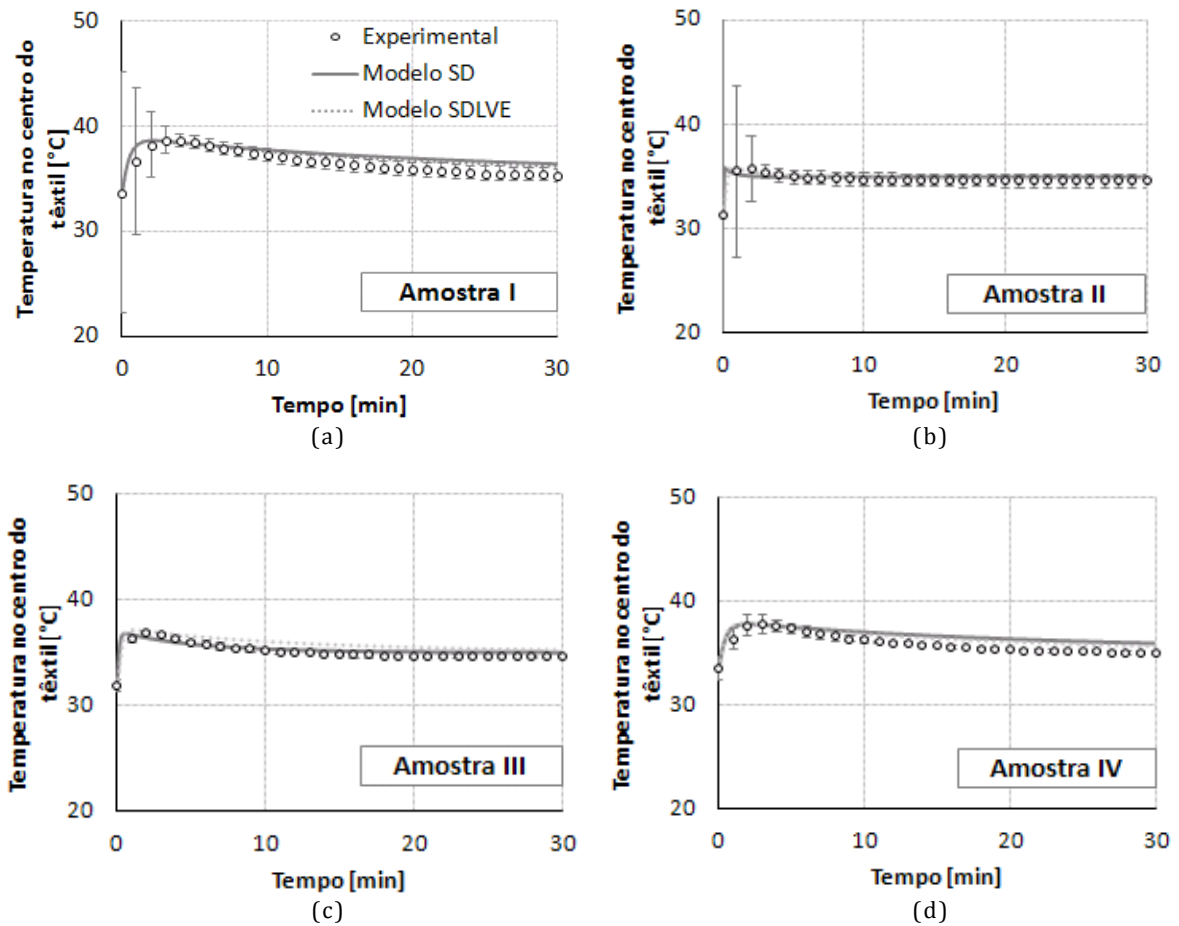 Temperatura no centro do
têxtil [°C]
50
40
30
20
Experimental
Modelo SD
Modelo SDLVE
Amostra I
0 10 20 30
Tempo [min]
(a)
Temperatura no centro do
têxtil [°C]
50
40
30
20
Amostra II
0 10 20 30
Tempo [min]
(b)
Temperatura no centro do
têxtil [°C]
50
40
30
20
Amostra III
0 10 20 30
Tempo [min]
(c)
Temperatura no centro do
têxtil [°C]
50
40
30
20
Amostra IV
0 10 20 30
Tempo [min]
(d)